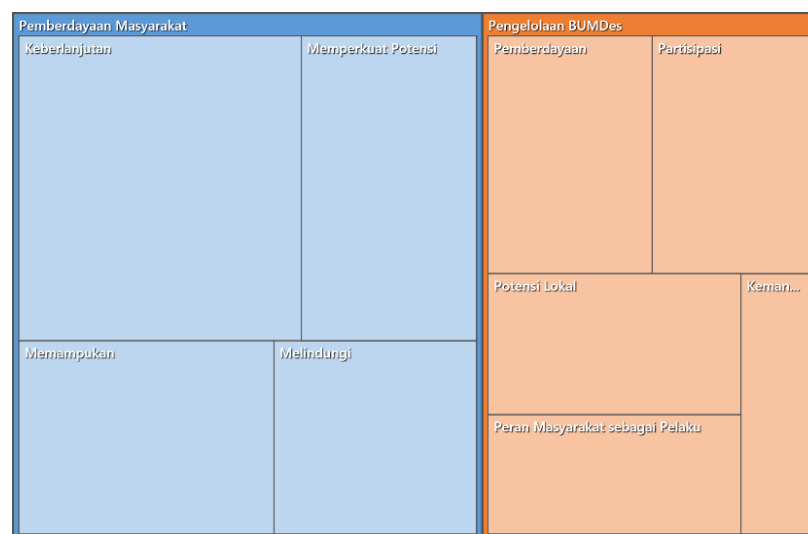 Pemberdayaan Masyarakat
Keberlanjutan
Memperkuat Potensi
Memampukan
Melindungi
Pengelolaan BUMDes
Pemberdayaan
Partisipasi
Potensi Lokal
Keman...
Peran Masyarakat sebagai Pelaku